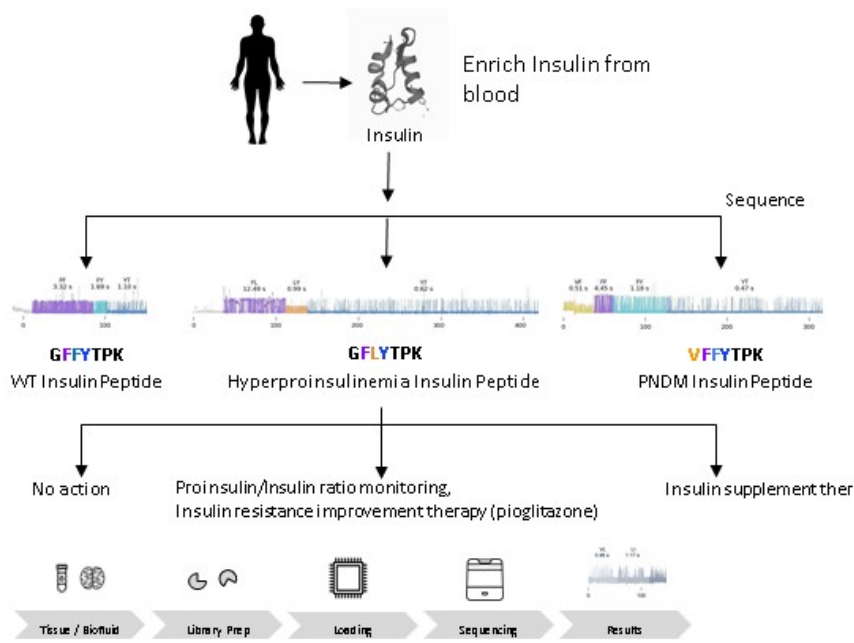 Enrich Insulin from
blood
Insulin
Sequence
FF
3.32 s
FY
1.69 s
YT
1.10 s
FL
12.49 s
LY
0.99 s
YT
0.62 s
VF
0.51 s
FF
4.45 s
FY
1.18 s
YT
0.47 s
0 100
0 100 200 300 400
0 100 200 300
GFFYTPK
GFLYTPK
VFFYTPK
WT Insulin Peptide
Hyperproinsulinemia Insulin Peptide
PNDM Insulin Peptide
No action
Proinsulin/Insulin ratio monitoring,
Insulin resistance improvement therapy (pioglitazone)
Insulin supplement ther
0 100
Tissue / Biofluid
Library Prep
Loading
Sequencing
Results